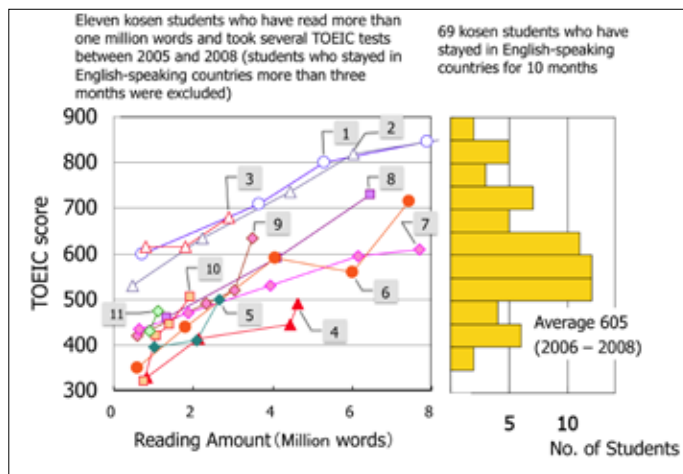 Eleven kosen students who have read more than
one million words and took several TOEIC tests
between 2005 and 2008 (students who stayed in
English-speaking countries more than three
months were excluded)
69 kosen students who have
stayed in English-speaking
countries for 10 months
900
800
700
600
500
400
300
TOEIC score
1
2
3
8
9
7
10
6
11
5
4
0
2
4
6
8
Reading Amount(Million words)
Average 605
(2006 – 2008)
5
10
No. of Students